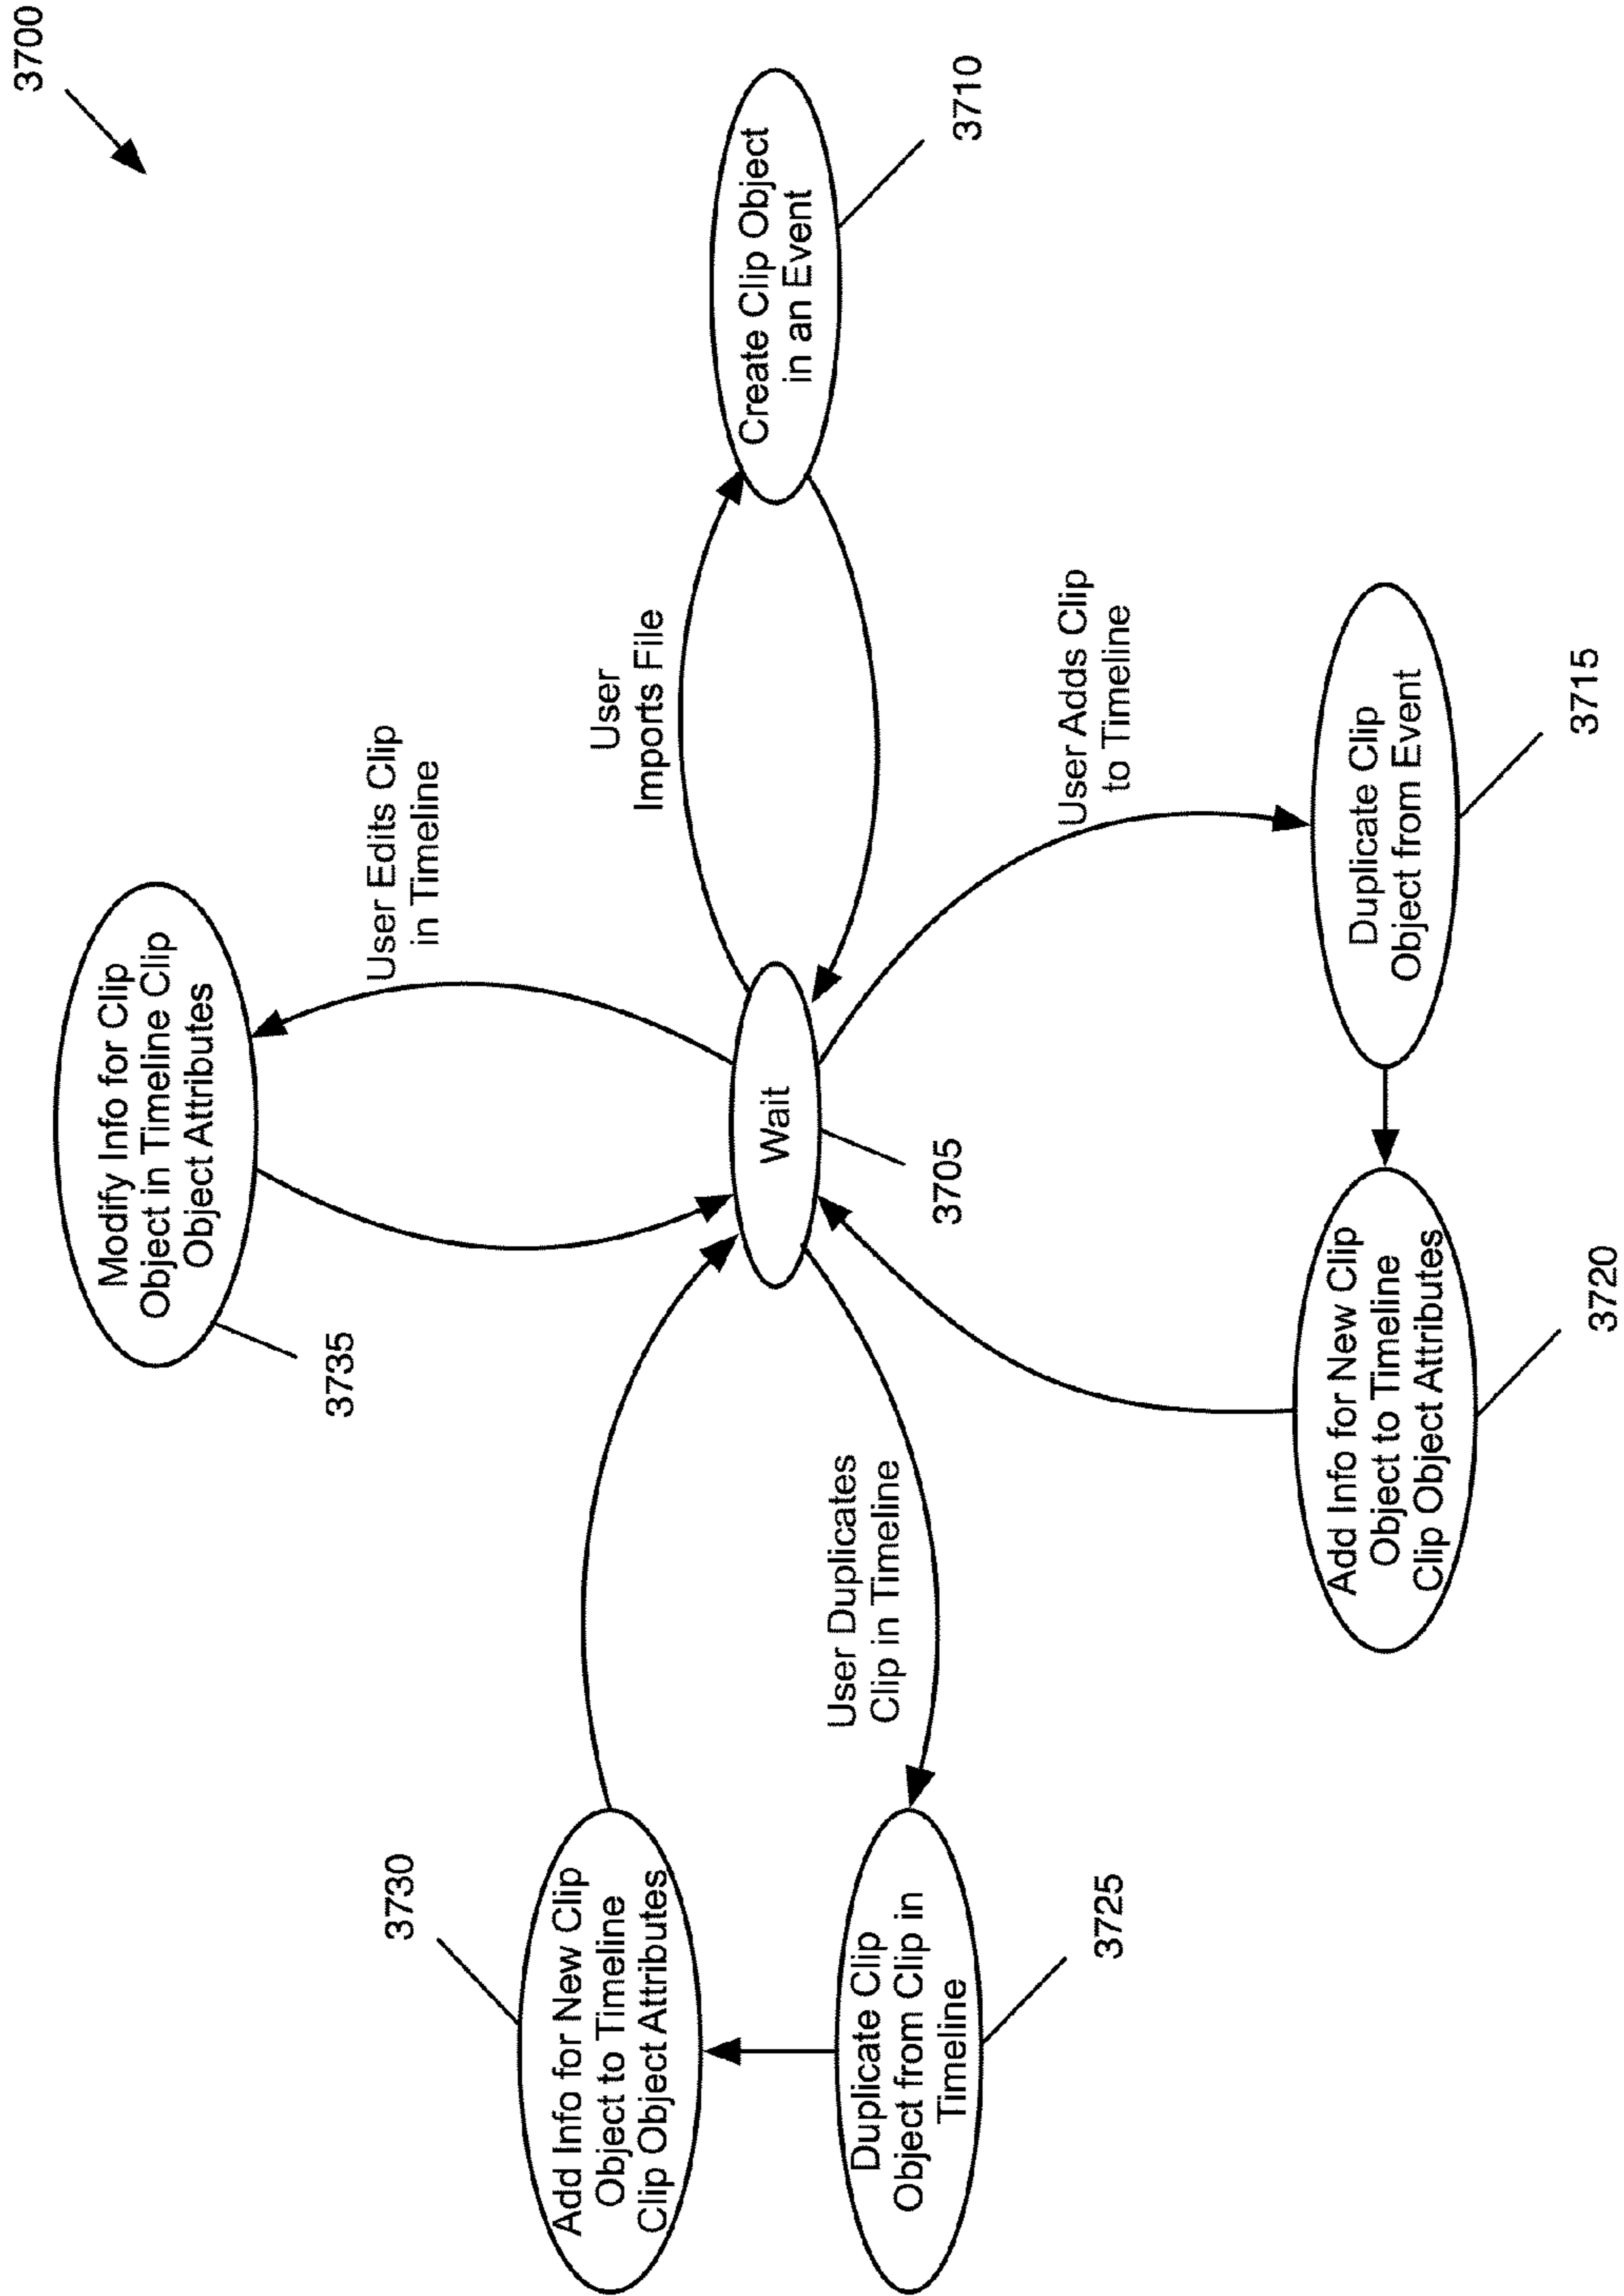 3700
Modify Info for Clip
Object in Timeline Clip
Object Attributes
3735
User Edits Clip
in Timeline
3730
Add Info for New Clip
Object to Timeline
Clip Object Attributes
User
Imports File
Wait
3705
Create Clip Object
in an Event
3710
User Duplicates
Clip in Timeline
Duplicate Clip
Object from Clip in
Timeline
3725
User Adds Clip
to Timeline
Add Info for New Clip
Object to Timeline
Clip Object Attributes
3720
Duplicate Clip
Object from Event
3715